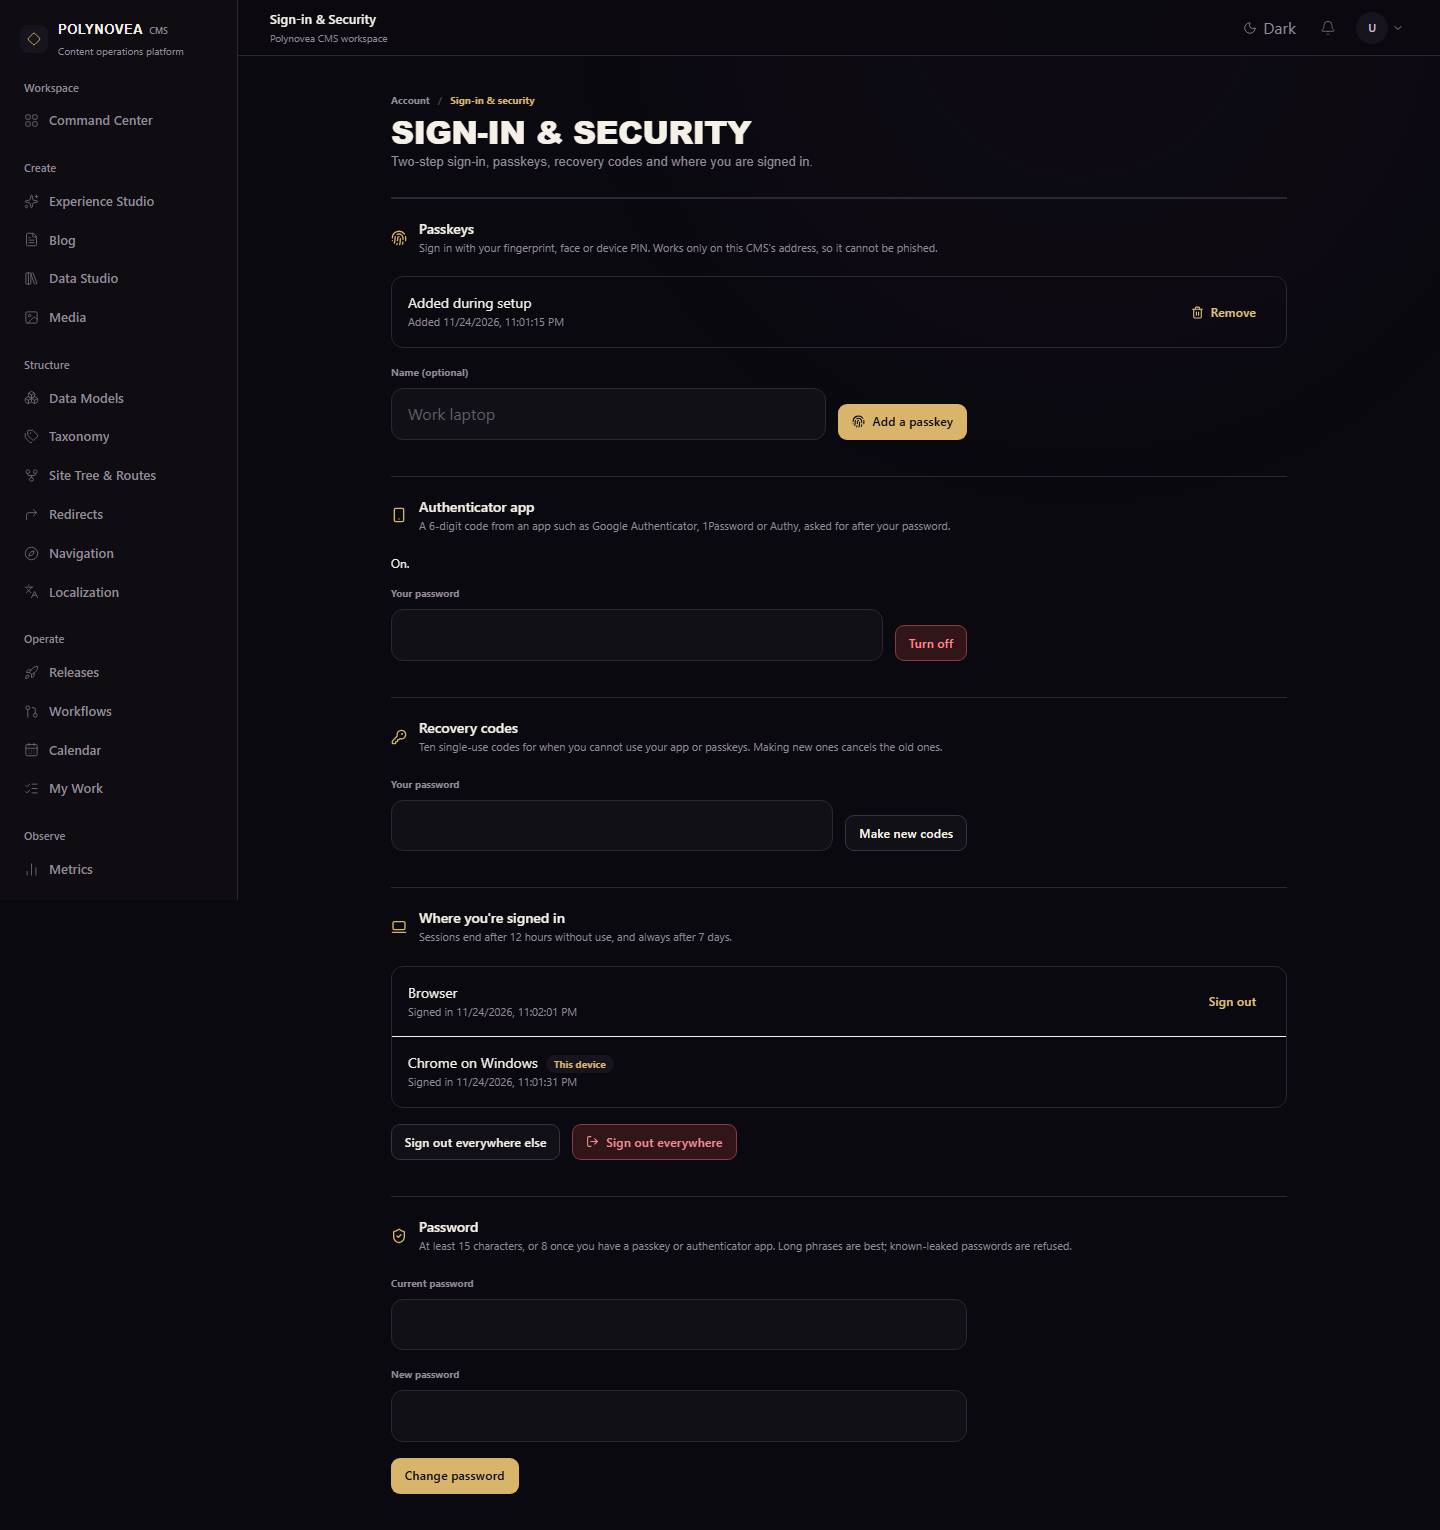 POLYNOVEA CMS
Content operations platform
Workspace
Command Center
Create
Experience Studio
Blog
Data Studio
Media
Structure
Data Models
Taxonomy
Site Tree & Routes
Redirects
Navigation
Localization
Operate
Releases
Workflows
Calendar
My Work
Observe
Metrics
Sign-in & Security
Polynovea CMS workspace
Dark
U
Account / Sign-in & security
SIGN-IN & SECURITY
Two-step sign-in, passkeys, recovery codes and where you are signed in.
Passkeys
Sign in with your fingerprint, face or device PIN. Works only on this CMS's address, so it cannot be phished.
Added during setup
Added 11/24/2026, 11:01:15 PM
Remove
Name (optional)
Work laptop
Add a passkey
Authenticator app
A 6-digit code from an app such as Google Authenticator, 1Password or Authy, asked for after your password.
On.
Your password
Turn off
Recovery codes
Ten single-use codes for when you cannot use your app or passkeys. Making new ones cancels the old ones.
Your password
Make new codes
Where you're signed in
Sessions end after 12 hours without use, and always after 7 days.
Browser
Signed in 11/24/2026, 11:02:01 PM
Sign out
Chrome on Windows This device
Signed in 11/24/2026, 11:01:31 PM
Sign out everywhere else
Sign out everywhere
Password
At least 15 characters, or 8 once you have a passkey or authenticator app. Long phrases are best; known-leaked passwords are refused.
Current password
New password
Change password